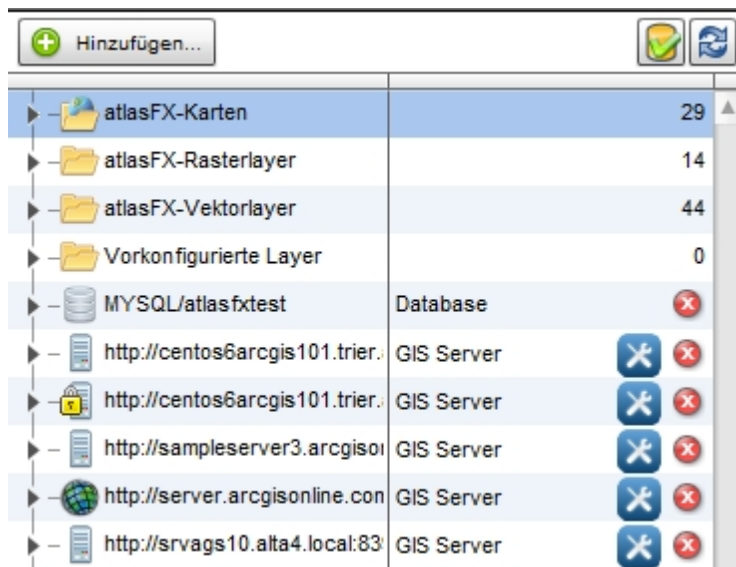 Hinzufügen...
atlasFX-Karten 29
atlasFX-Rasterlayer 14
atlasFX-Vektorlayer 44
Vorkonfigurierte Layer 0
MYSQL/atlasfxtest Database
http://centos6arcgis101.trier. GIS Server
http://centos6arcgis101.trier. GIS Server
http://sampleserver3.arcgison GIS Server
http://server.arcgisonline.com GIS Server
http://srvags10.alta4.local:83 GIS Server